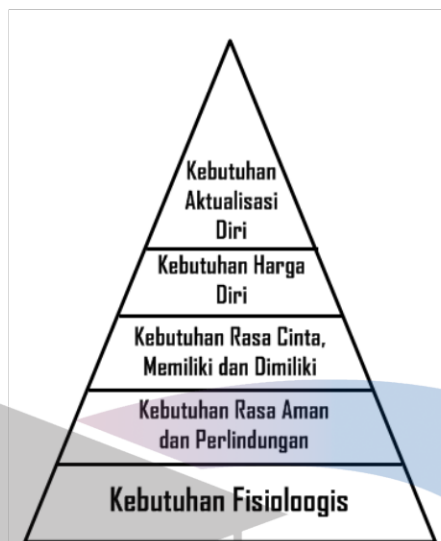 Kebutuhan
Aktualisasi
Diri
Kebutuhan Harga
Diri
Kebutuhan Rasa Cinta,
Memiliki dan Dimiliki
Kebutuhan Rasa Aman
dan Perlindungan
Kebutuhan Fisioloogis